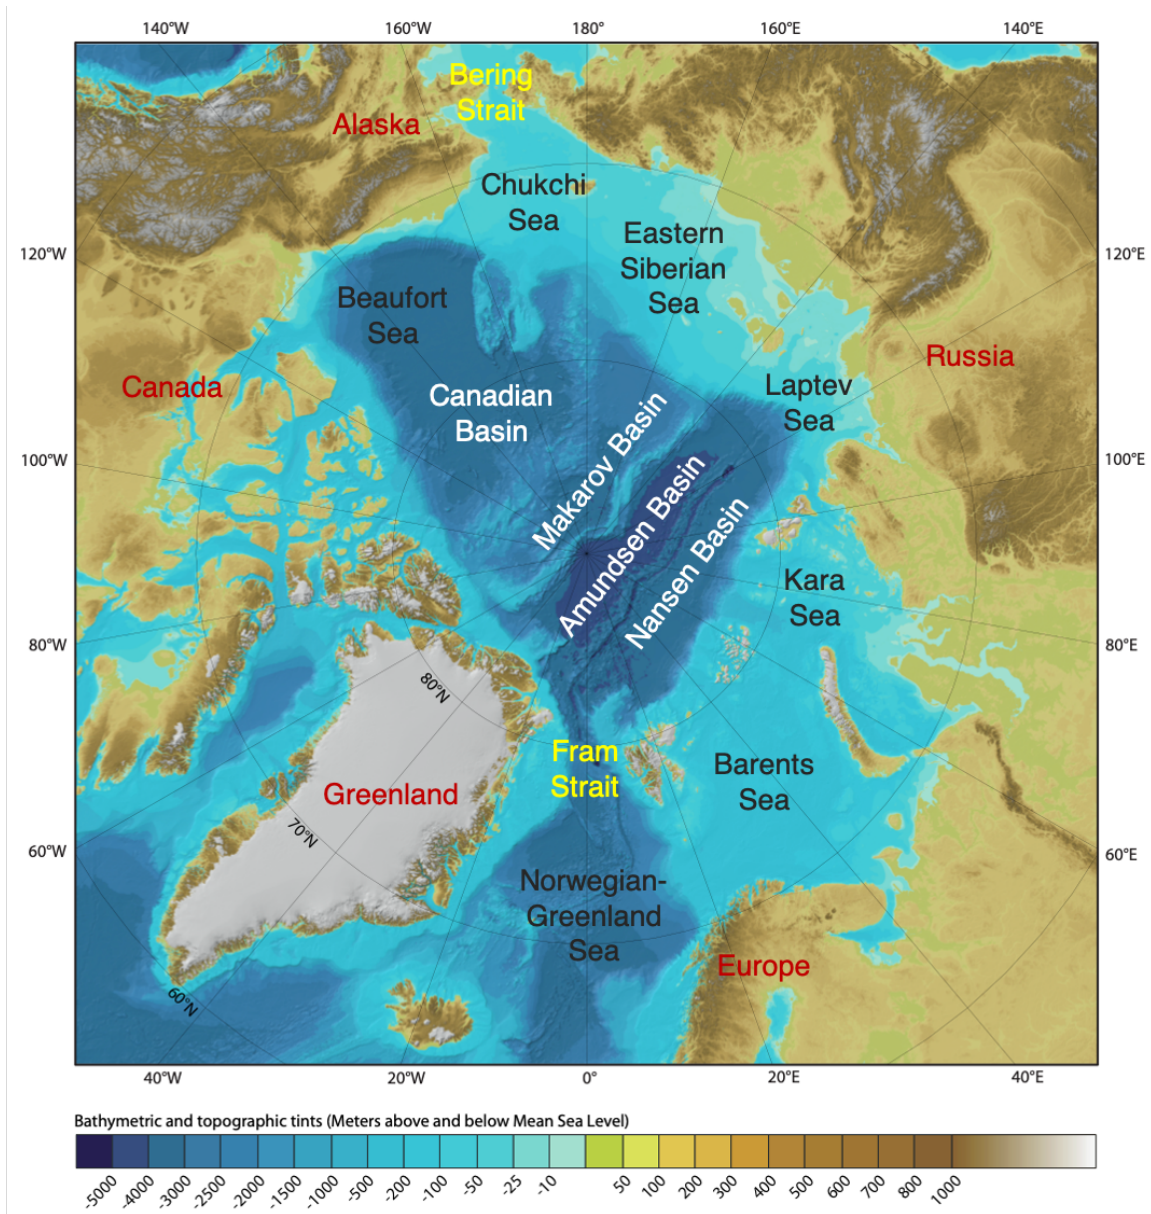 140°W
160°W
180°
160°E
140°E
Bering
Strait
Alaska
Chukchi
Sea
Eastern
Siberian
Sea
120°W
120°E
Beaufort
Sea
Russia
Canada
Laptev
Sea
Canadian
Basin
Makarov Basin
100°W
100°E
Amundsen Basin
Nansen Basin
Kara
Sea
80°W
80°E
80°N
Fram
Strait
Barents
Sea
Greenland
70°N
60°W
60°E
Norwegian-
Greenland
Sea
Europe
60°N
40°W
20°W
0°
20°E
40°E
Bathymetric and topographic tints (Meters above and below Mean Sea Level)
-5000 -4000 -3000 -2500 -2000 -1500 -1000 -500 -200 -100 -50 -25 -10 50 100 200 300 400 500 600 700 800 1000